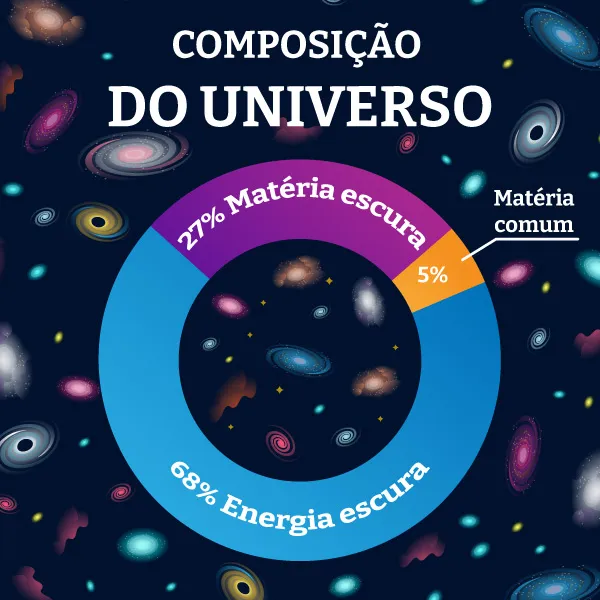 COMPOSIÇÃO
DO UNIVERSO
27% Matéria escura
Matéria
comum
5%
68% Energia escura